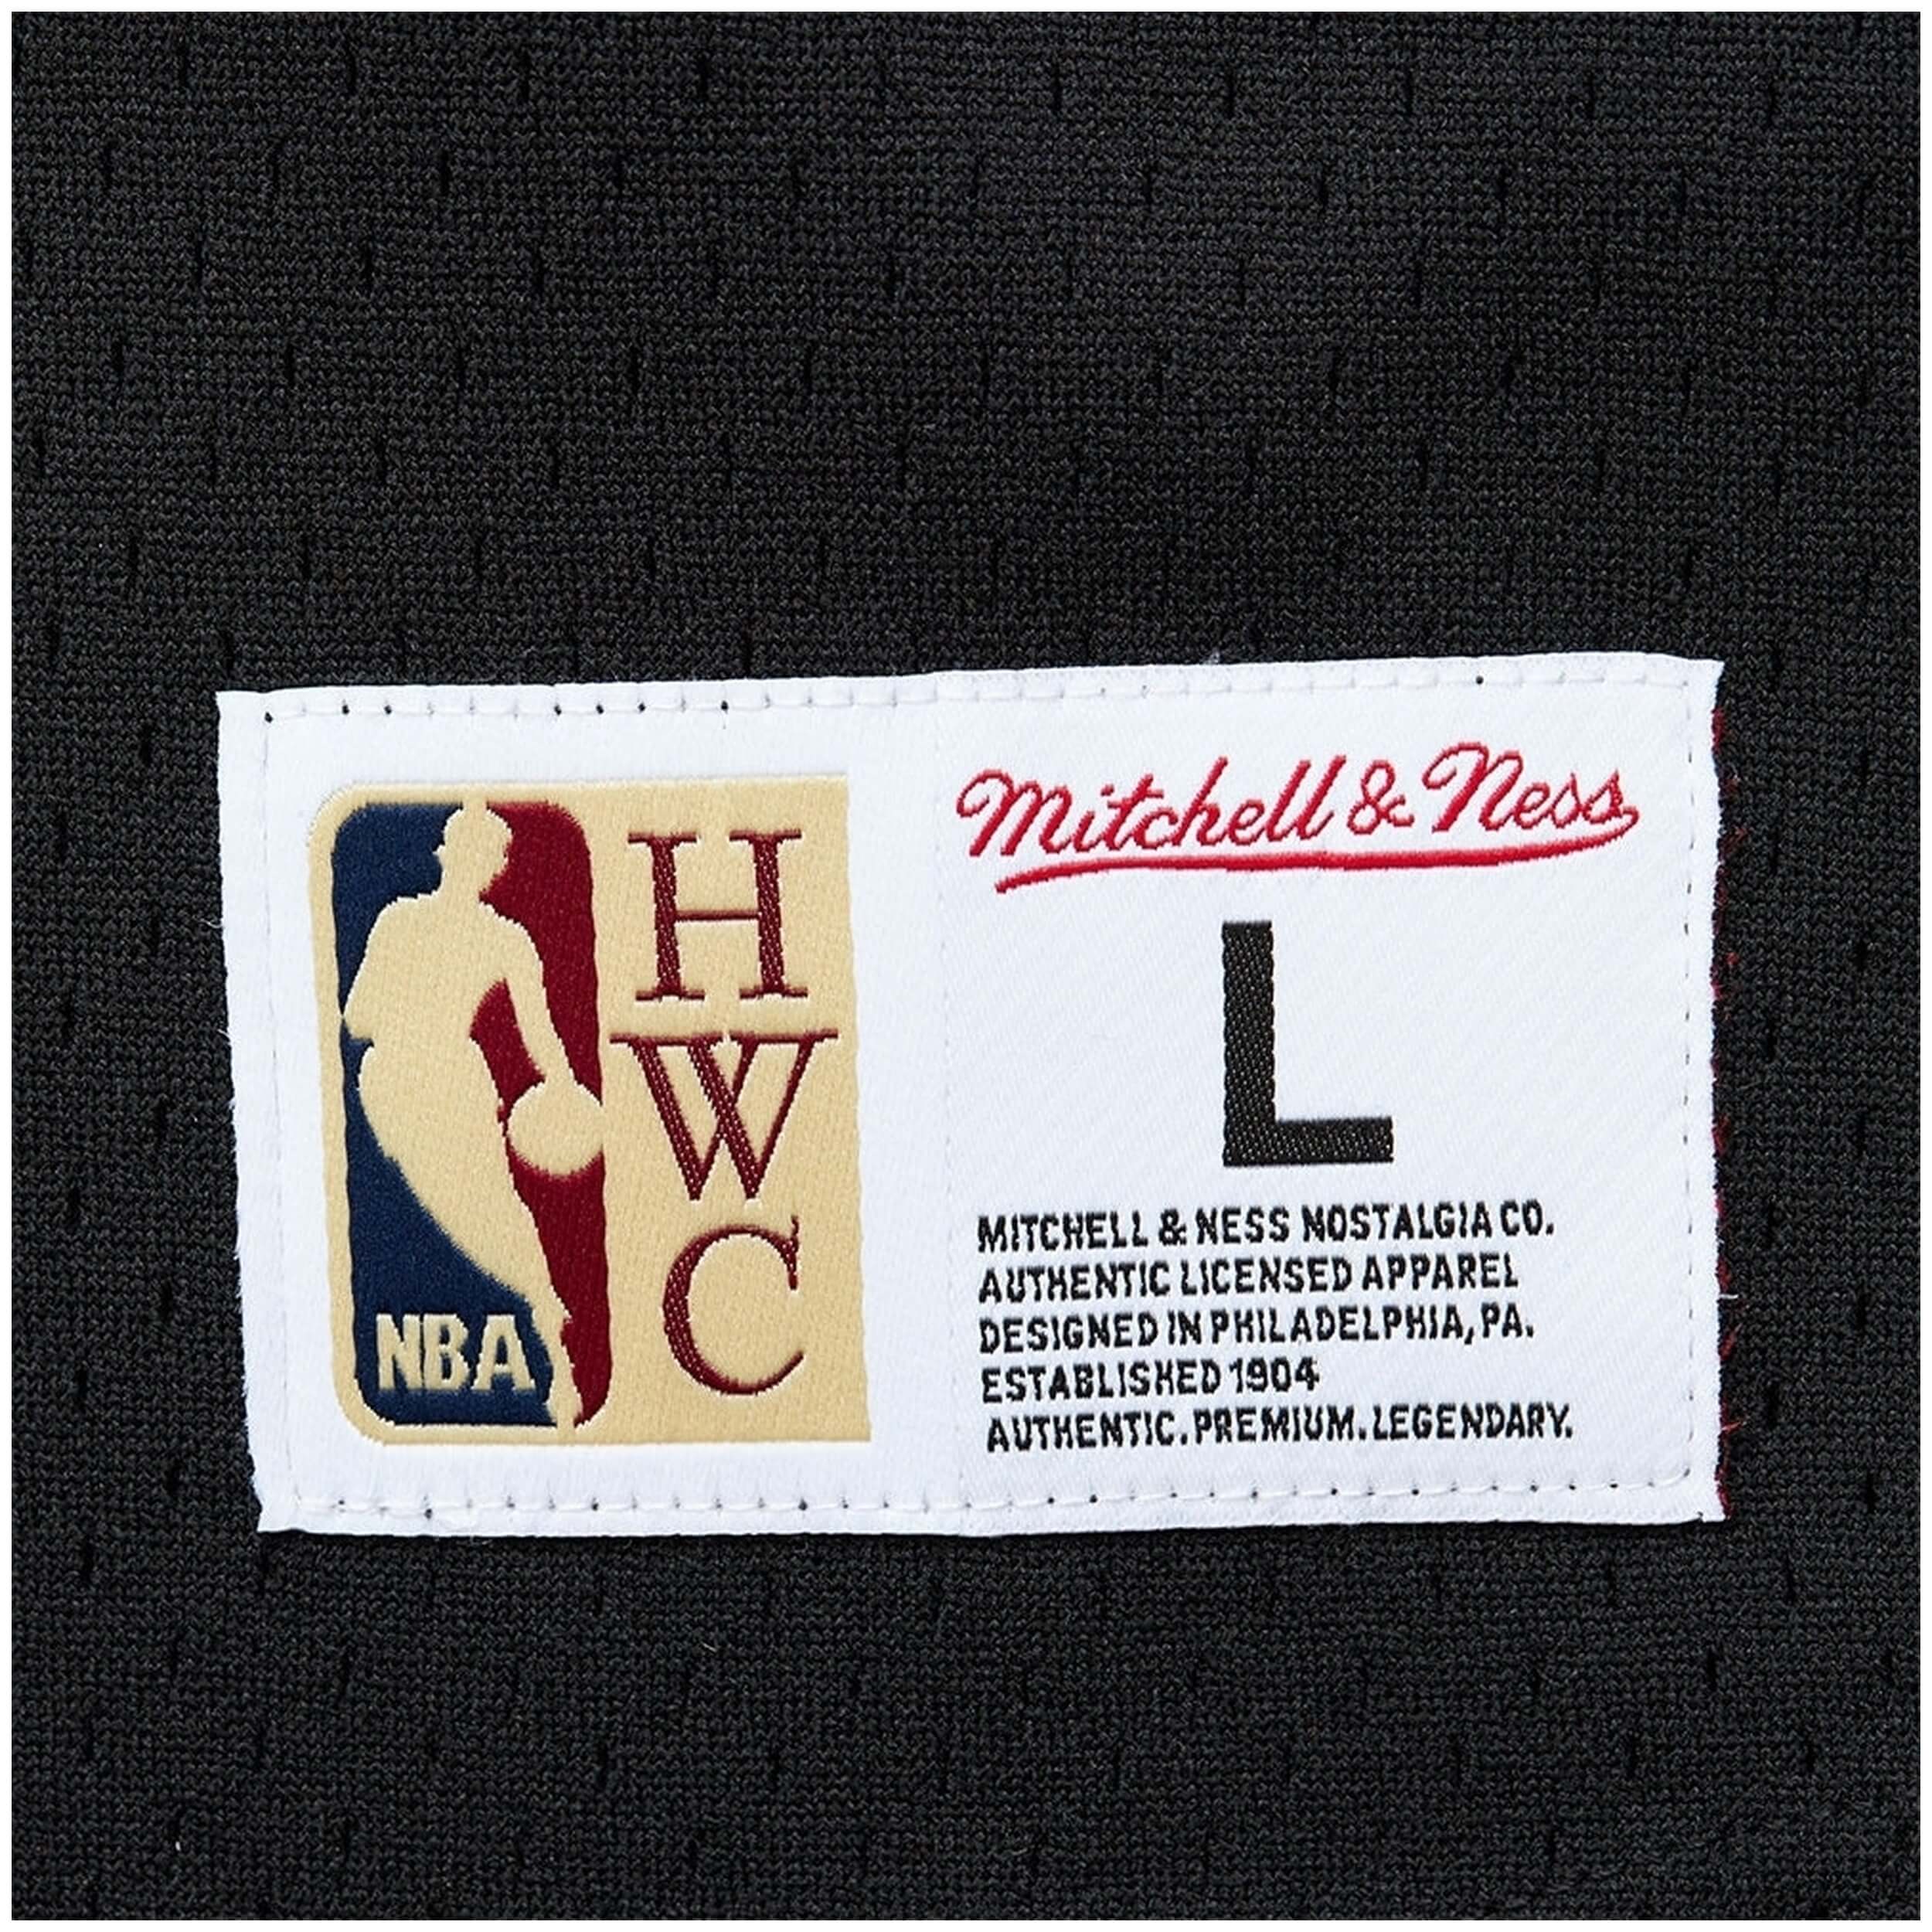 NBA
H
W
C
Mitchell & Ness
L
MITCHELL & NESS NOSTALGIA CO.
AUTHENTIC LICENSED APPAREL
DESIGNED IN PHILADELPHIA, PA.
ESTABLISHED 1904
AUTHENTIC. PREMIUM. LEGENDARY.